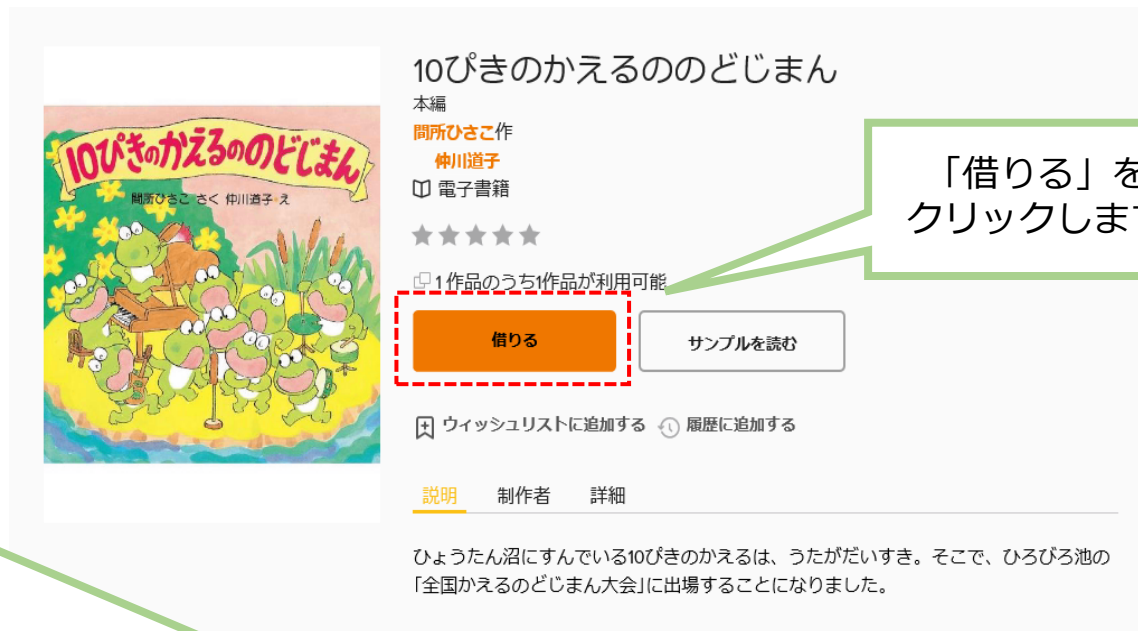 10ぴきのかえるののどじまん
本編
間所ひさこ作
仲川道子
電子書籍
1作品のうち1作品が利用可能
借りる
サンプルを読む
ウィッシュリストに追加する
履歴に追加する
説明 制作者 詳細
ひょうたん沼にすんでいる10ぴきのかえるは、うたがだいすき。そこで、ひろびろ池の
「全国かえるのどじまん大会」に出場することになりました。
10ぴきのかえるののどじまん
間所ひさこ さく 仲川道子 え
「借りる」を
クリックしま